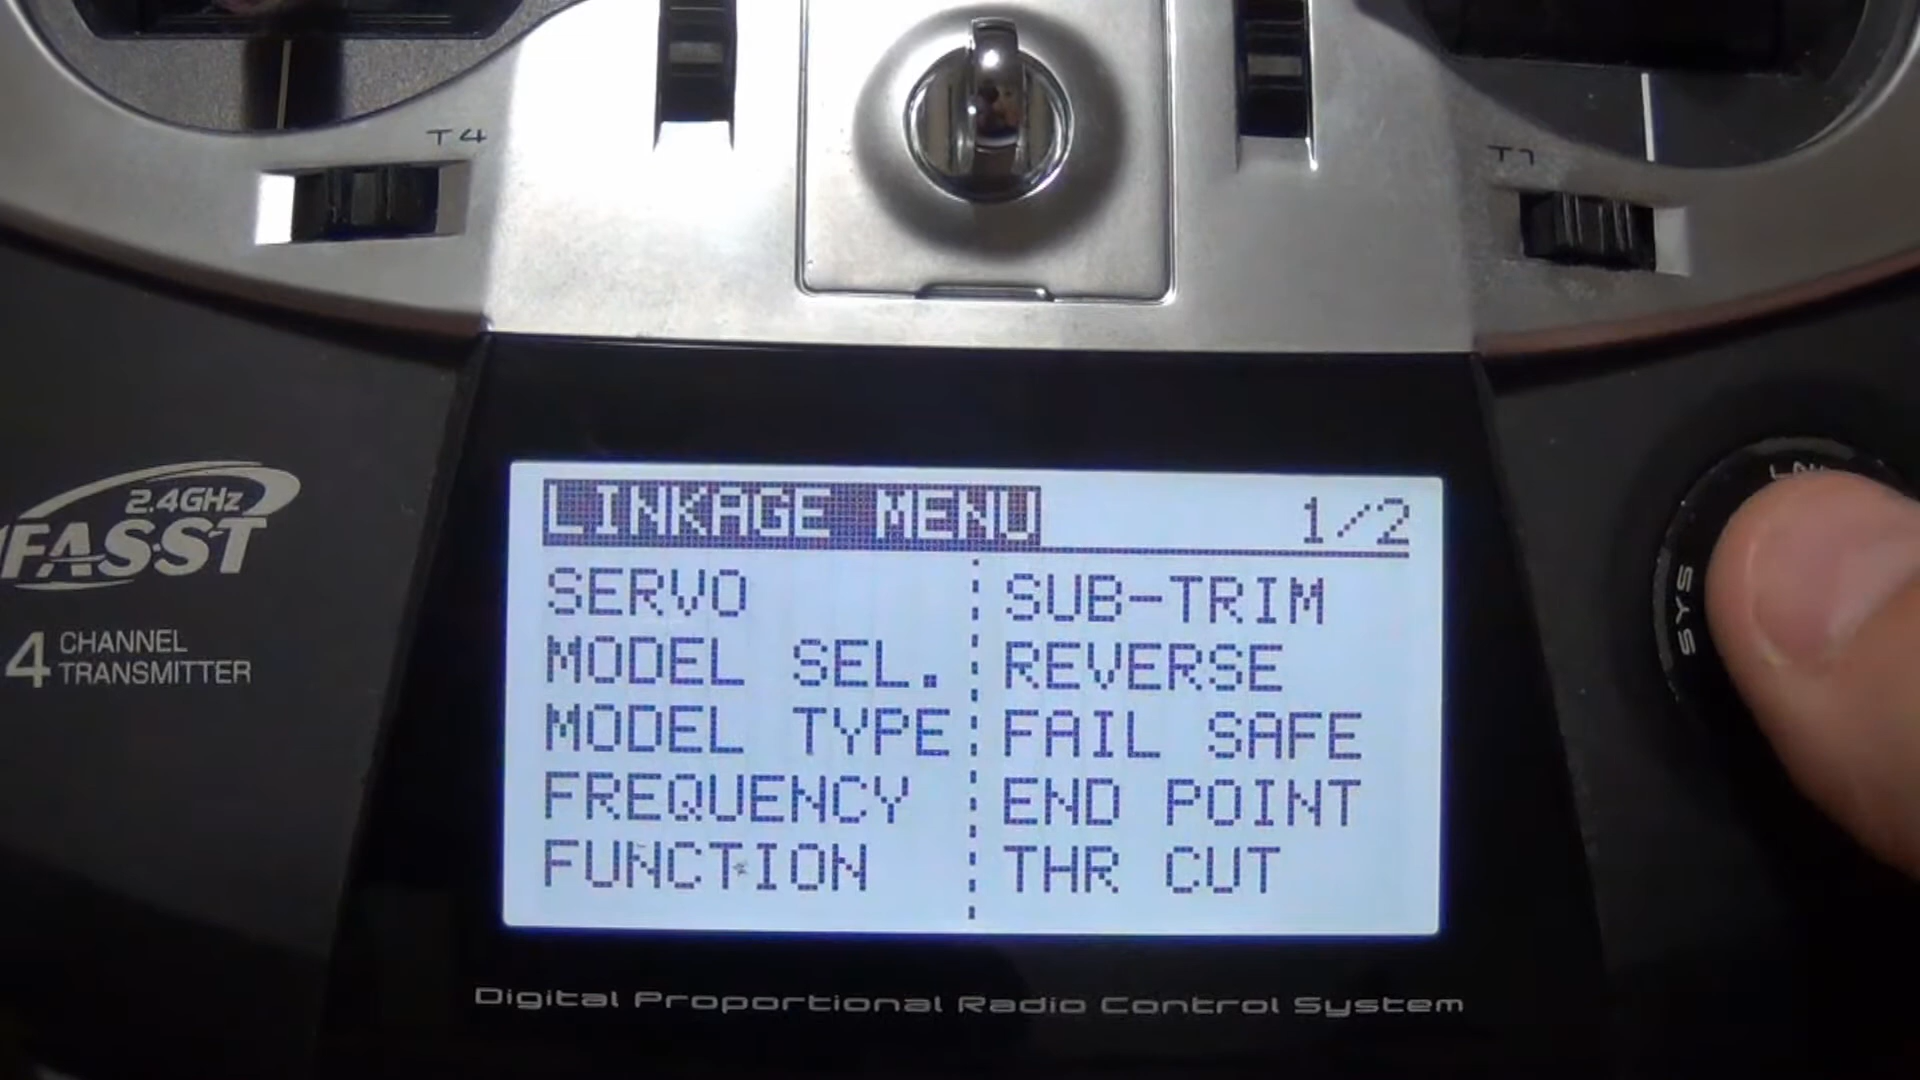 T4
T1
2.4GHz
FASST
4 CHANNEL
TRANSMITTER
LINKAGE MENU 1/2
SERVO SUB-TRIM
MODEL SEL. REVERSE
MODEL TYPE FAIL SAFE
FREQUENCY END POINT
FUNCTION THR CUT
SYS
Digital Proportional Radio Control System